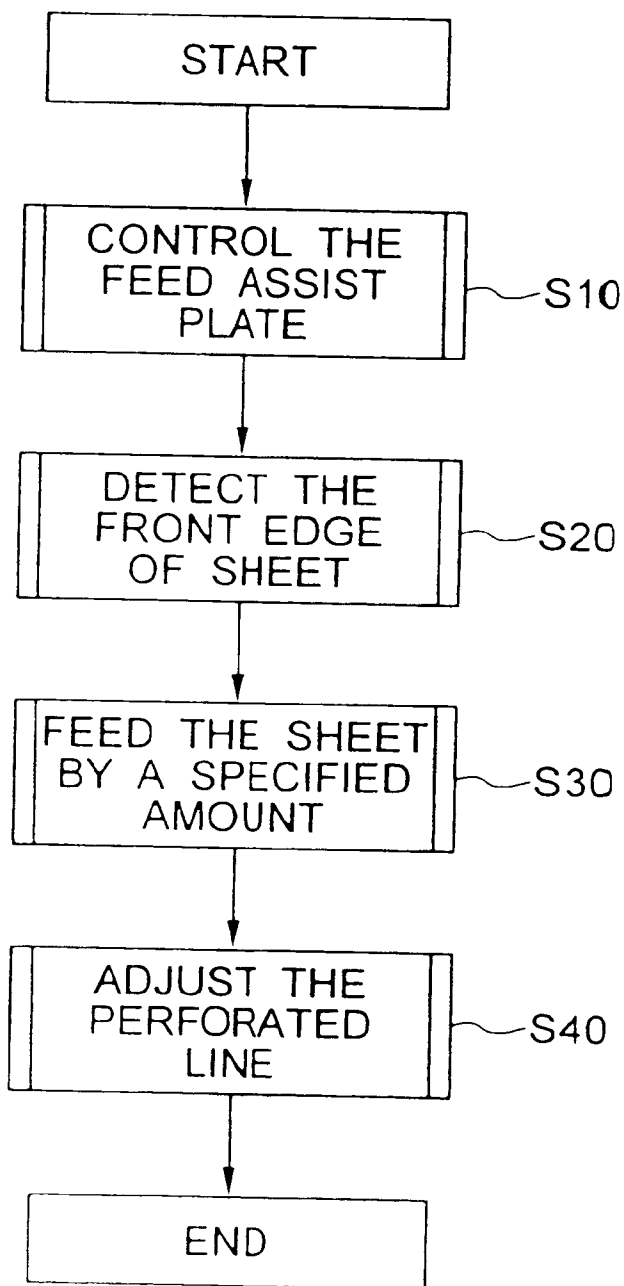 START
CONTROL THE
FEED ASSIST
PLATE
S10
DETECT THE
FRONT EDGE
OF SHEET
S20
FEED THE SHEET
BY A SPECIFIED
AMOUNT
S30
ADJUST THE
PERFORATED
LINE
S40
END